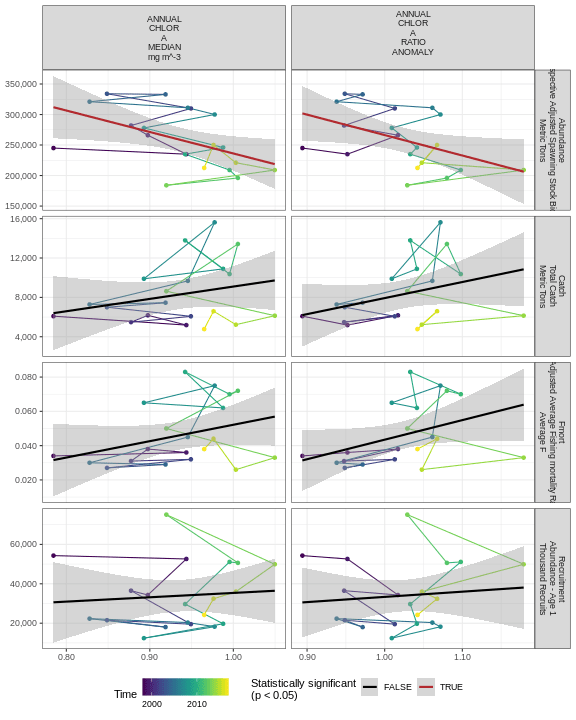 ANNUAL
CHLOR
A
MEDIAN
mg m^-3
ANNUAL
CHLOR
A
RATIO
ANOMALY
350,000
300,000
250,000
200,000
150,000
Abundance
Adjusted Spawning Stock
Metric Tons
16,000
12,000
8,000
4,000
Catch
Total Catch
Metric Tons
0.080
0.060
0.040
0.020
Fmort
Adjusted Average Fishing mortality
Average F
60,000
40,000
20,000
Recruitment
Abundance - Age 1
Thousand Recruits
0.80
0.90
1.00
0.90
1.00
1.10
Time
2000
2010
Statistically significant
(p < 0.05)
FALSE
TRUE